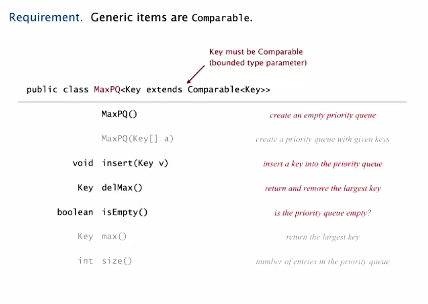 Requirement. Generic items are Comparable.
Key must be Comparable
(bounded type parameter)
public class MaxPQ<Key extends Comparable<Key>>
MaxPQ() create an empty priority queue
MaxPQ(Key[] a) create a priority queue with given keys
void insert(Key v) insert a key into the priority queue
Key delMax() return and remove the largest key
boolean isEmpty() is the priority queue empty?
Key max() return the largest key
int size() number of entries in the priority queue